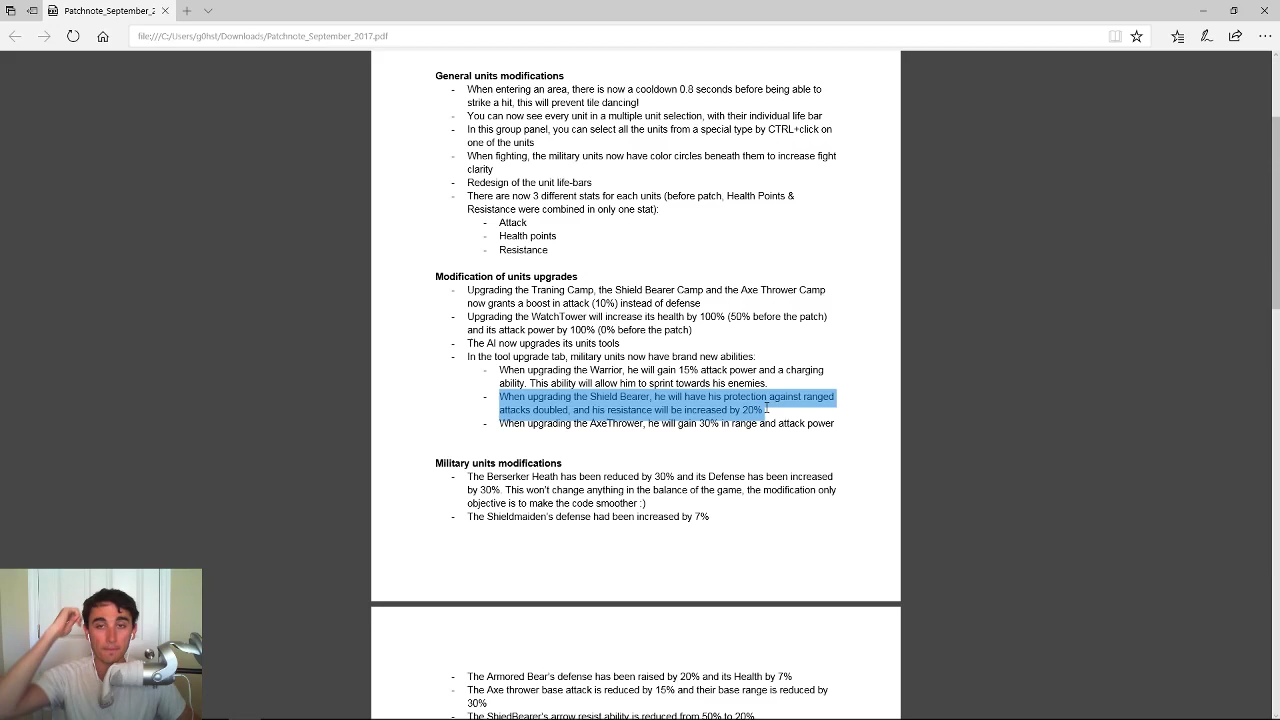 Patchnote_September_2
file:///C:/Users/g0hst/Downloads/Patchnote_September_2017.pdf
General units modifications
- When entering an area, there is now a cooldown 0.8 seconds before being able to
strike a hit, this will prevent tile dancing!
- You can now see every unit in a multiple unit selection, with their individual life bar
- In this group panel, you can select all the units from a special type by CTRL+click on
one of the units
- When fighting, the military units now have color circles beneath them to increase fight
clarity
- Redesign of the unit life-bars
- There are now 3 different stats for each units (before patch, Health Points &
Resistance were combined in only one stat):
- Attack
- Health points
- Resistance
Modification of units upgrades
- Upgrading the Traning Camp, the Shield Bearer Camp and the Axe Thrower Camp
now grants a boost in attack (10%) instead of defense
- Upgrading the WatchTower will increase its health by 100% (50% before the patch)
and its attack power by 100% (0% before the patch)
- The AI now upgrades its units tools
- In the tool upgrade tab, military units now have brand new abilities:
- When upgrading the Warrior, he will gain 15% attack power and a charging
ability. This ability will allow him to sprint towards his enemies.
- When upgrading the Shield Bearer, he will have his protection against ranged
attacks doubled, and his resistance will be increased by 20%
- When upgrading the AxeThrower, he will gain 30% in range and attack power
Military units modifications
- The Berserker Heath has been reduced by 30% and its Defense has been increased
by 30%. This won't change anything in the balance of the game, the modification only
objective is to make the code smoother :)
- The Shieldmaiden's defense had been increased by 7%
- The Armored Bear's defense has been raised by 20% and its Health by 7%
- The Axe thrower base attack is reduced by 15% and their base range is reduced by
30%
- The ShiedBearer's arrow resist ability is reduced from 50% to 20%